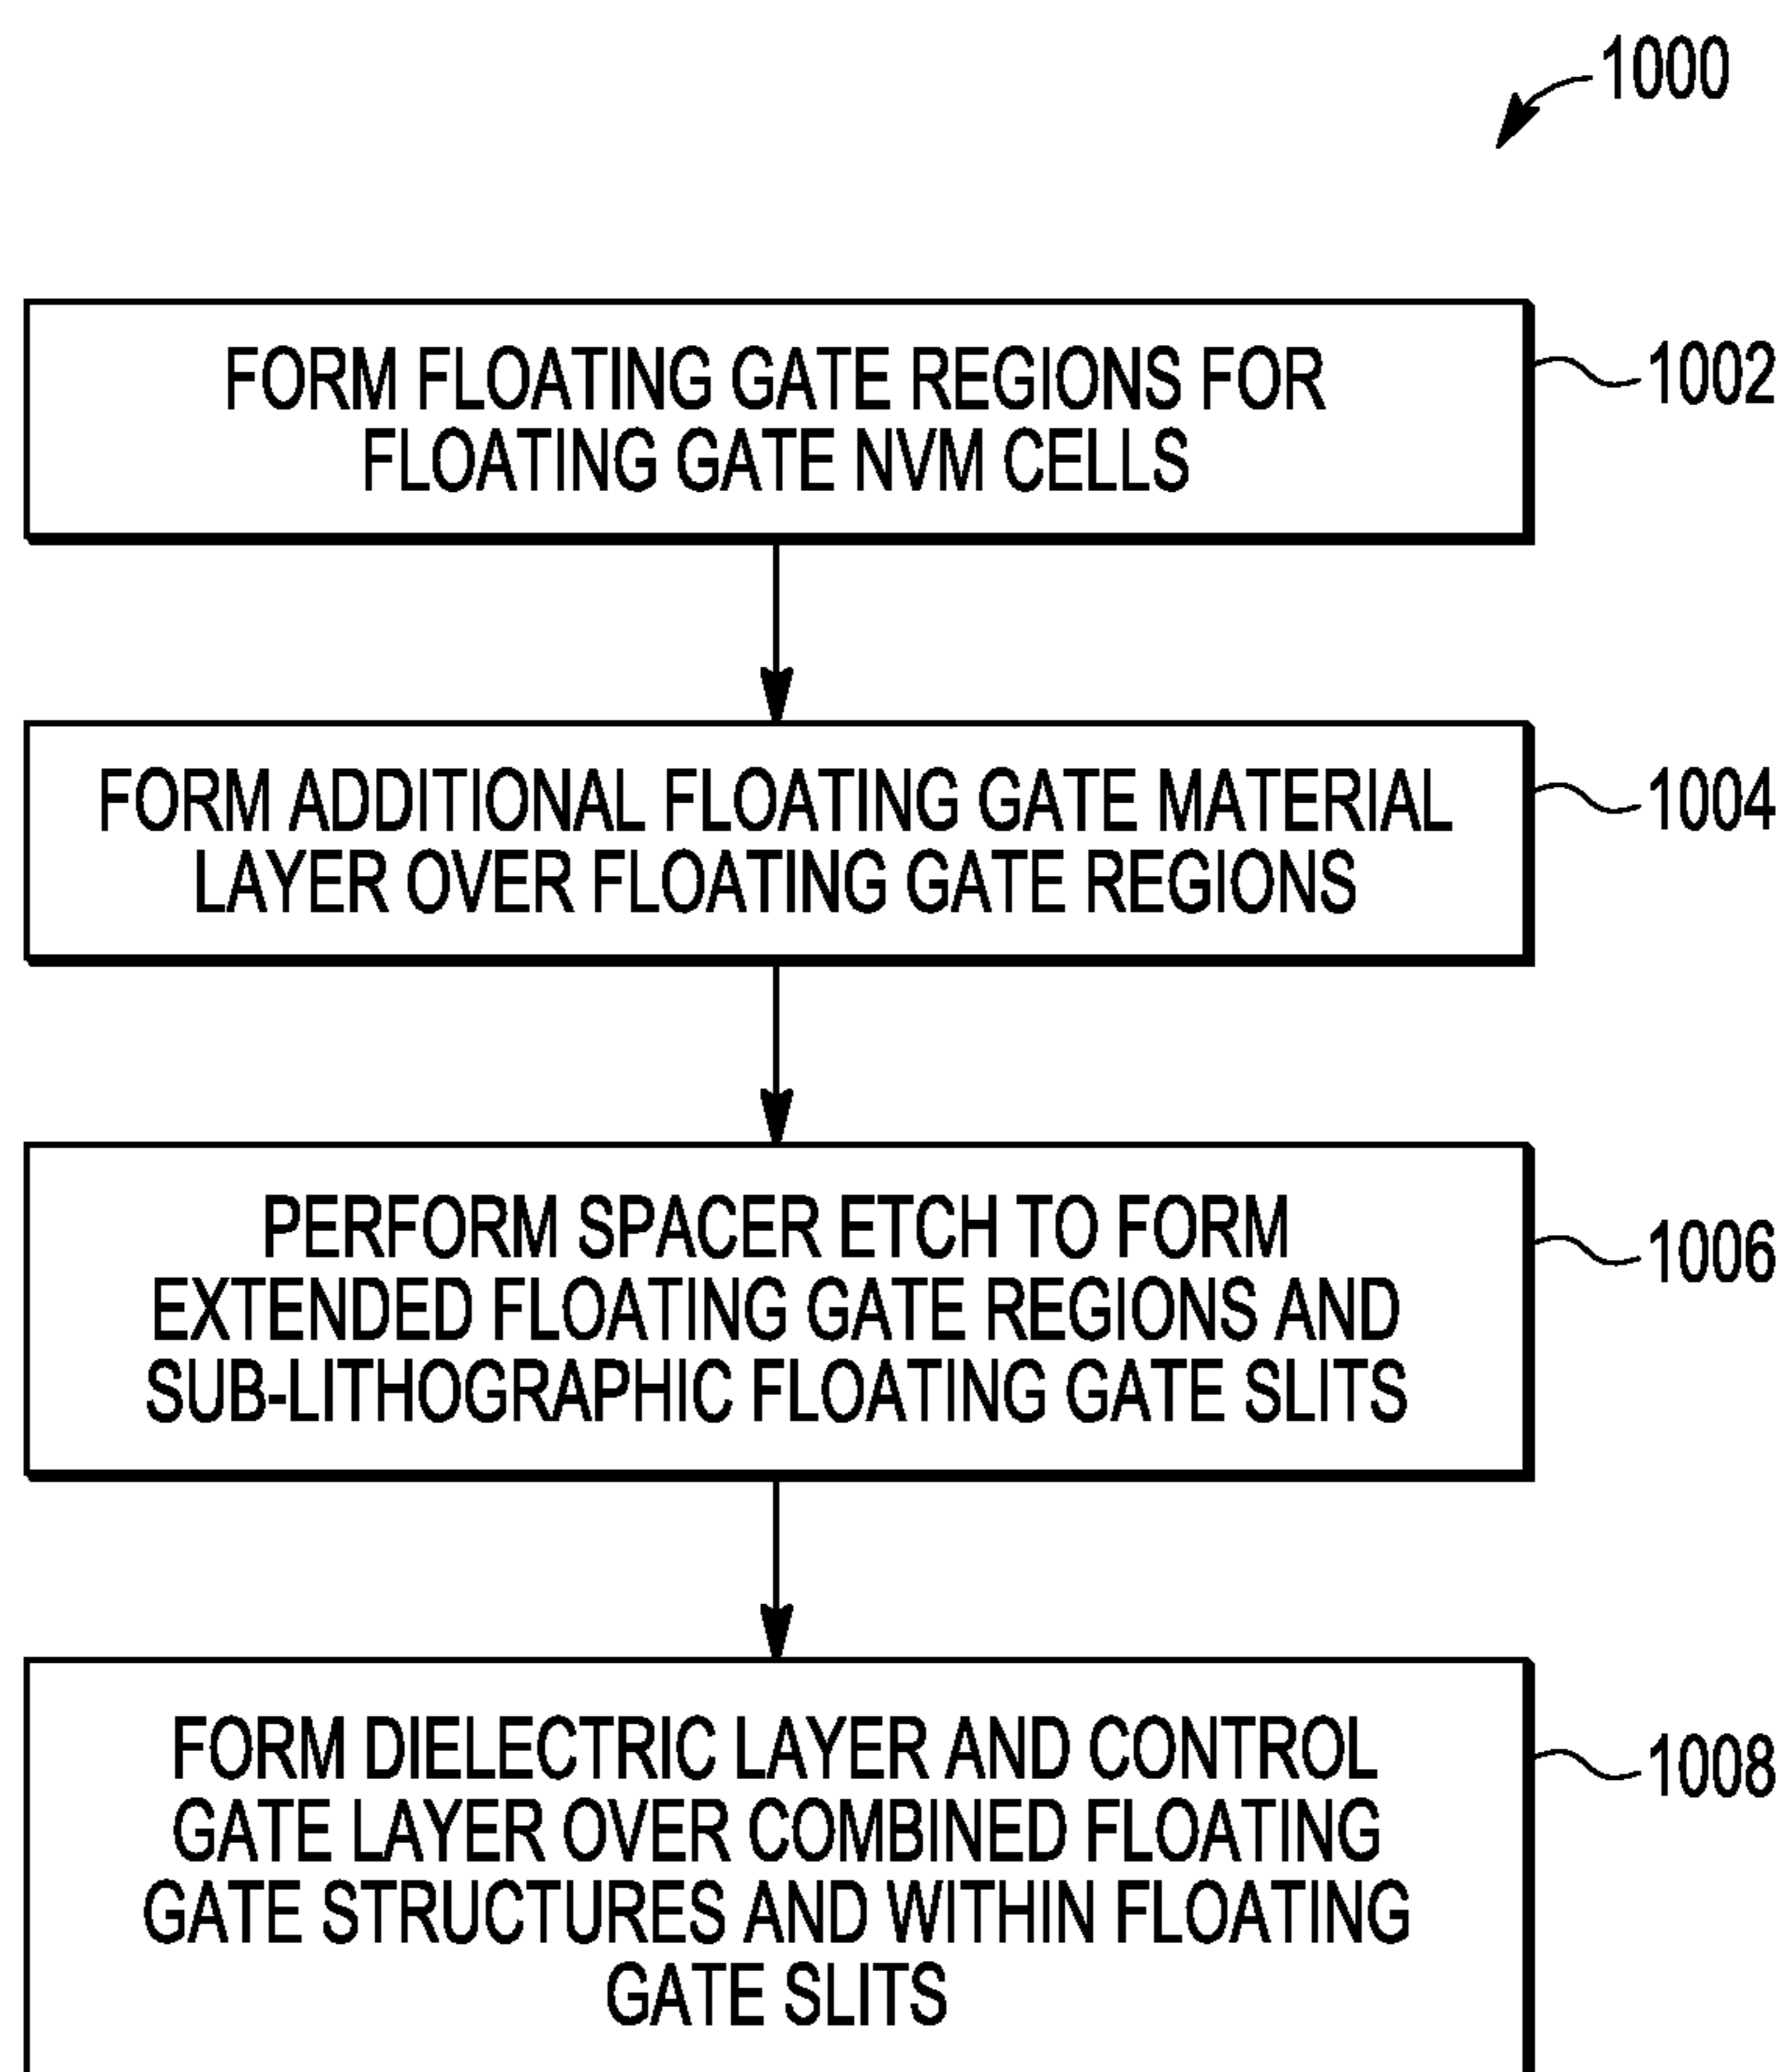 1000
FORM FLOATING GATE REGIONS FOR
FLOATING GATE NVM CELLS
1002
FORM ADDITIONAL FLOATING GATE MATERIAL
LAYER OVER FLOATING GATE REGIONS
1004
PERFORM SPACER ETCH TO FORM
EXTENDED FLOATING GATE REGIONS AND
SUB-LITHOGRAPHIC FLOATING GATE SLITS
1006
FORM DIELECTRIC LAYER AND CONTROL
GATE LAYER OVER COMBINED FLOATING
GATE STRUCTURES AND WITHIN FLOATING
GATE SLITS
1008